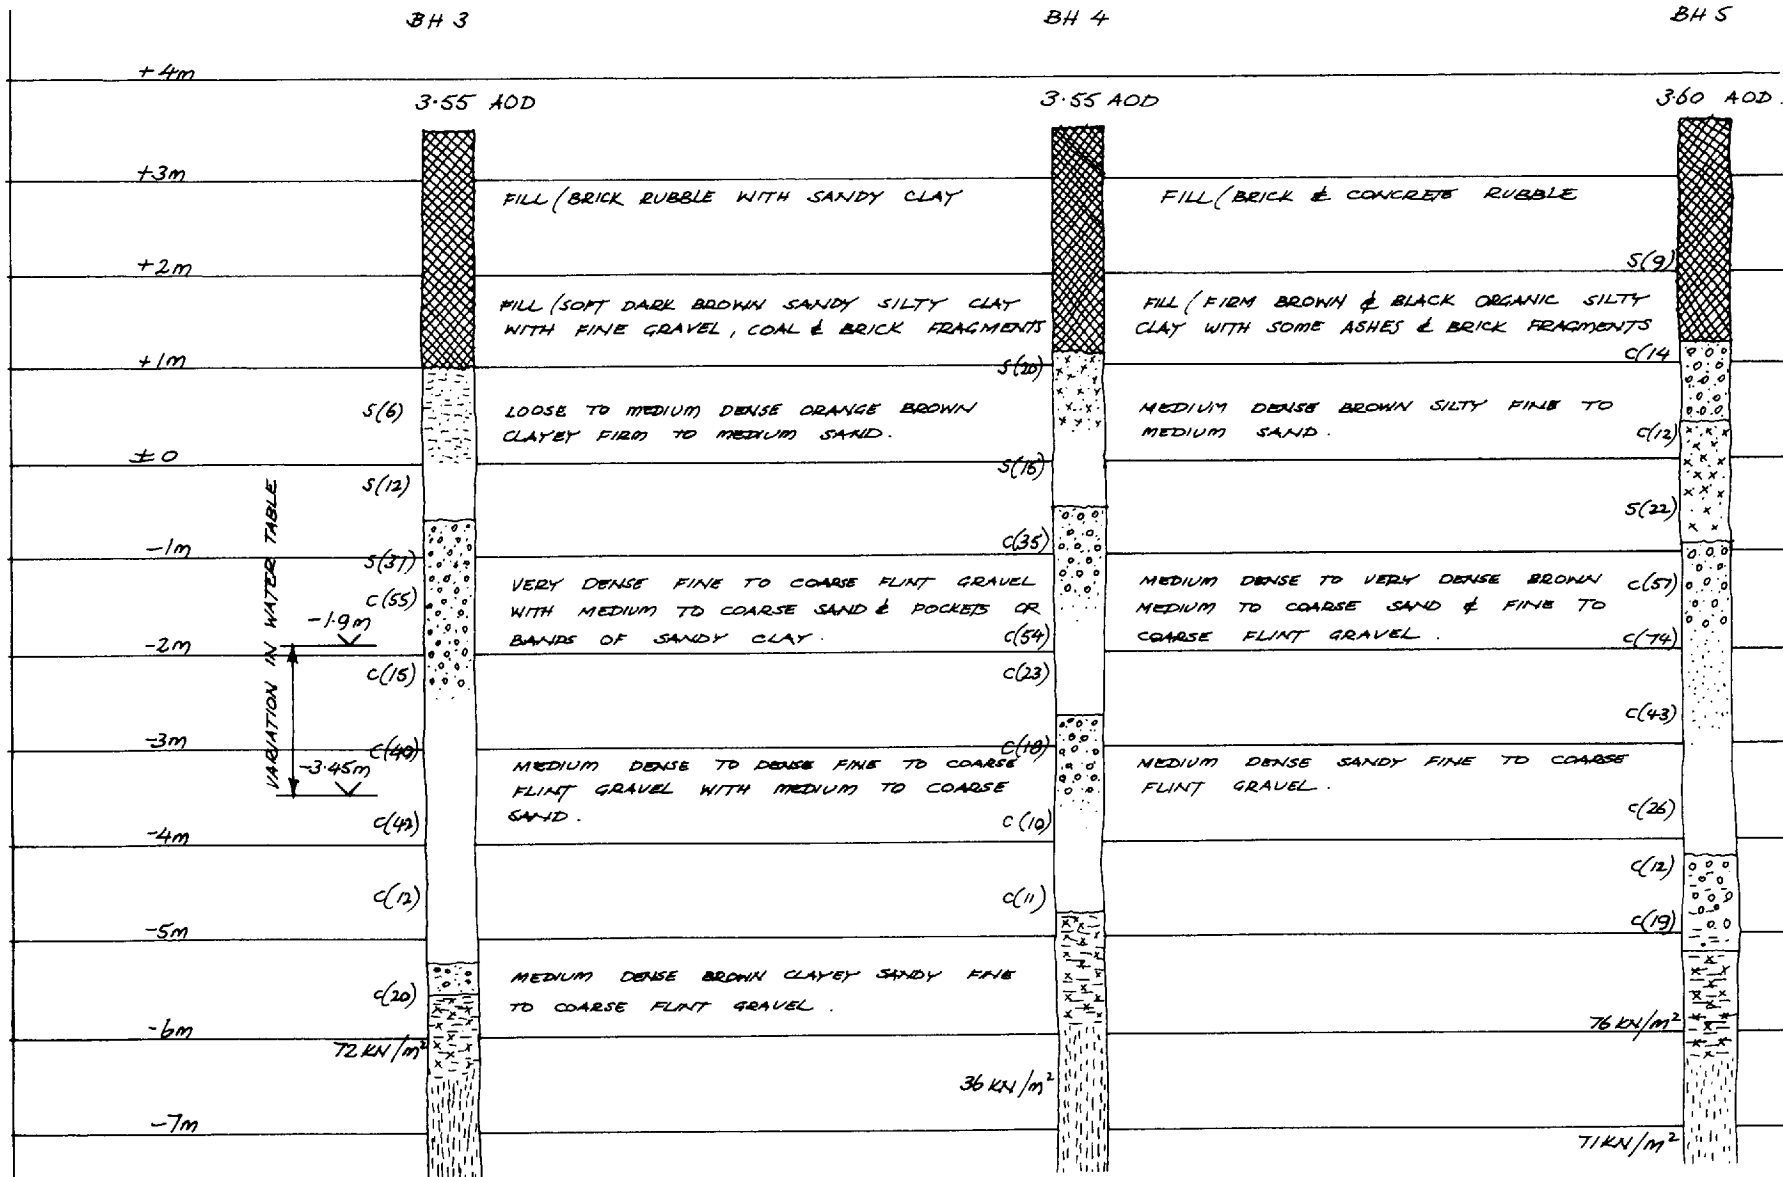 BH 3
BH 4
BH 5
+4m
3.55 AOD
3.55 AOD
3.60 AOD.
+3m
FILL (BRICK RUBBLE WITH SANDY CLAY
FILL (BRICK & CONCRETE RUBBLE
+2m
S(9)
FILL (SOFT DARK BROWN SANDY SILTY CLAY
WITH FINE GRAVEL, COAL & BRICK FRAGMENTS
FILL (FIRM BROWN & BLACK ORGANIC SILTY
CLAY WITH SOME ASHES & BRICK FRAGMENTS
+1m
S(20)
C(14
S(6)
LOOSE TO MEDIUM DENSE ORANGE BROWN
CLAYEY FIRM TO MEDIUM SAND.
MEDIUM DENSE BROWN SILTY FINE TO
MEDIUM SAND.
C(12)
±0
S(16)
S(12)
S(22)
VARIATION IN WATER TABLE
-1m
S(37)
C(35)
C(55)
VERY DENSE FINE TO COARSE FLINT GRAVEL
WITH MEDIUM TO COARSE SAND & POCKETS OR
BANDS OF SANDY CLAY.
MEDIUM DENSE TO VERY DENSE BROWN
MEDIUM TO COARSE SAND & FINE TO
COARSE FLINT GRAVEL.
C(57)
-1.9m
C(54)
C(74)
-2m
C(15)
C(23)
C(43)
-3m
C(40)
C(18)
-3.45m
MEDIUM DENSE TO DENSE FINE TO COARSE
FLINT GRAVEL WITH MEDIUM TO COARSE
SAND.
MEDIUM DENSE SANDY FINE TO COARSE
FLINT GRAVEL.
C(42)
C(10)
C(26)
-4m
C(12)
C(12)
C(11)
C(19)
-5m
C(20)
MEDIUM DENSE BROWN CLAYEY SANDY FINE
TO COARSE FLINT GRAVEL.
-6m
76 KN/m²
72 KN/m²
36 KN/m²
-7m
71 KN/m²